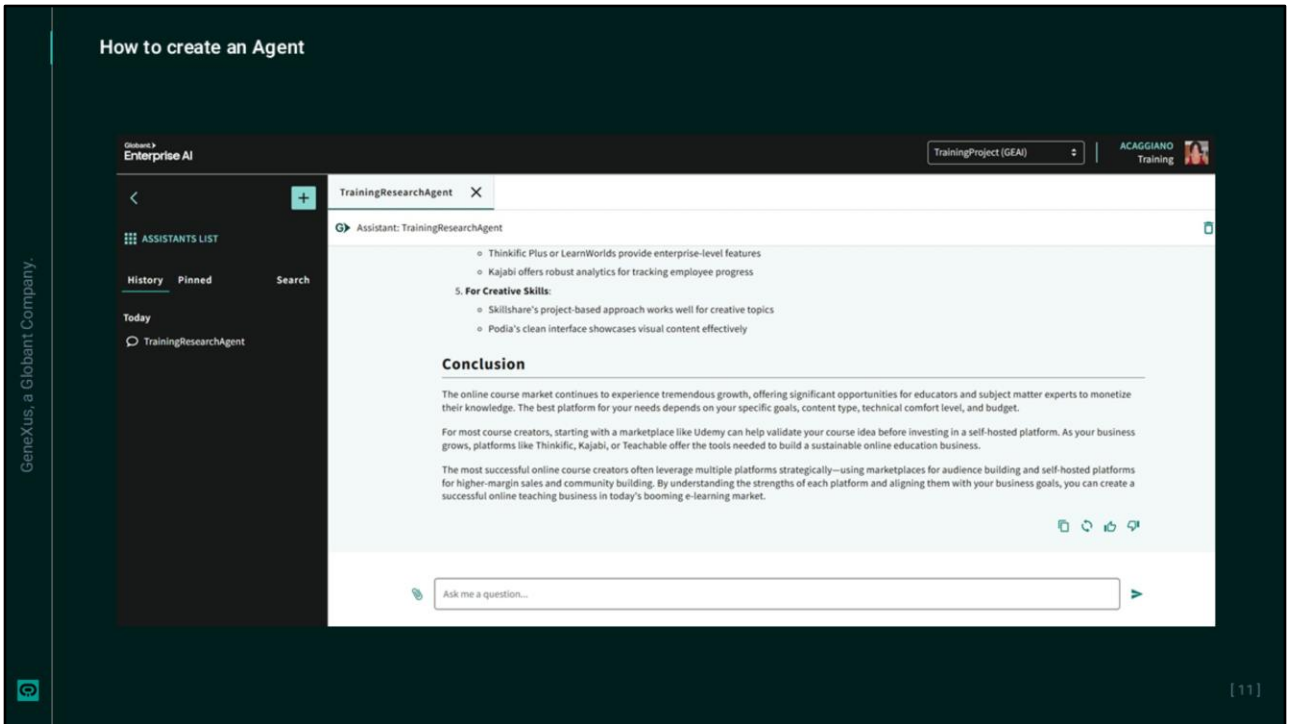 How to create an Agent
Globant
Enterprise AI
TrainingProject (GEAI)
ACAGGIANO
Training
+
TrainingResearchAgent
ASSISTANTS LIST
G Assistant: TrainingResearchAgent
History Pinned Search
Today
TrainingResearchAgent
◦ Thinkific Plus or LearnWorlds provide enterprise-level features
◦ Kajabi offers robust analytics for tracking employee progress
5. For Creative Skills:
◦ Skillshare's project-based approach works well for creative topics
◦ Podia's clean interface showcases visual content effectively
Conclusion
The online course market continues to experience tremendous growth, offering significant opportunities for educators and subject matter experts to monetize
their knowledge. The best platform for your needs depends on your specific goals, content type, technical comfort level, and budget.
For most course creators, starting with a marketplace like Udemy can help validate your course idea before investing in a self-hosted platform. As your business
grows, platforms like Thinkific, Kajabi, or Teachable offer the tools needed to build a sustainable online education business.
The most successful online course creators often leverage multiple platforms strategically—using marketplaces for audience building and self-hosted platforms
for higher-margin sales and community building. By understanding the strengths of each platform and aligning them with your business goals, you can create a
successful online teaching business in today's booming e-learning market.
Ask me a question...
GeneXus, a Globant Company.
[ 11 ]